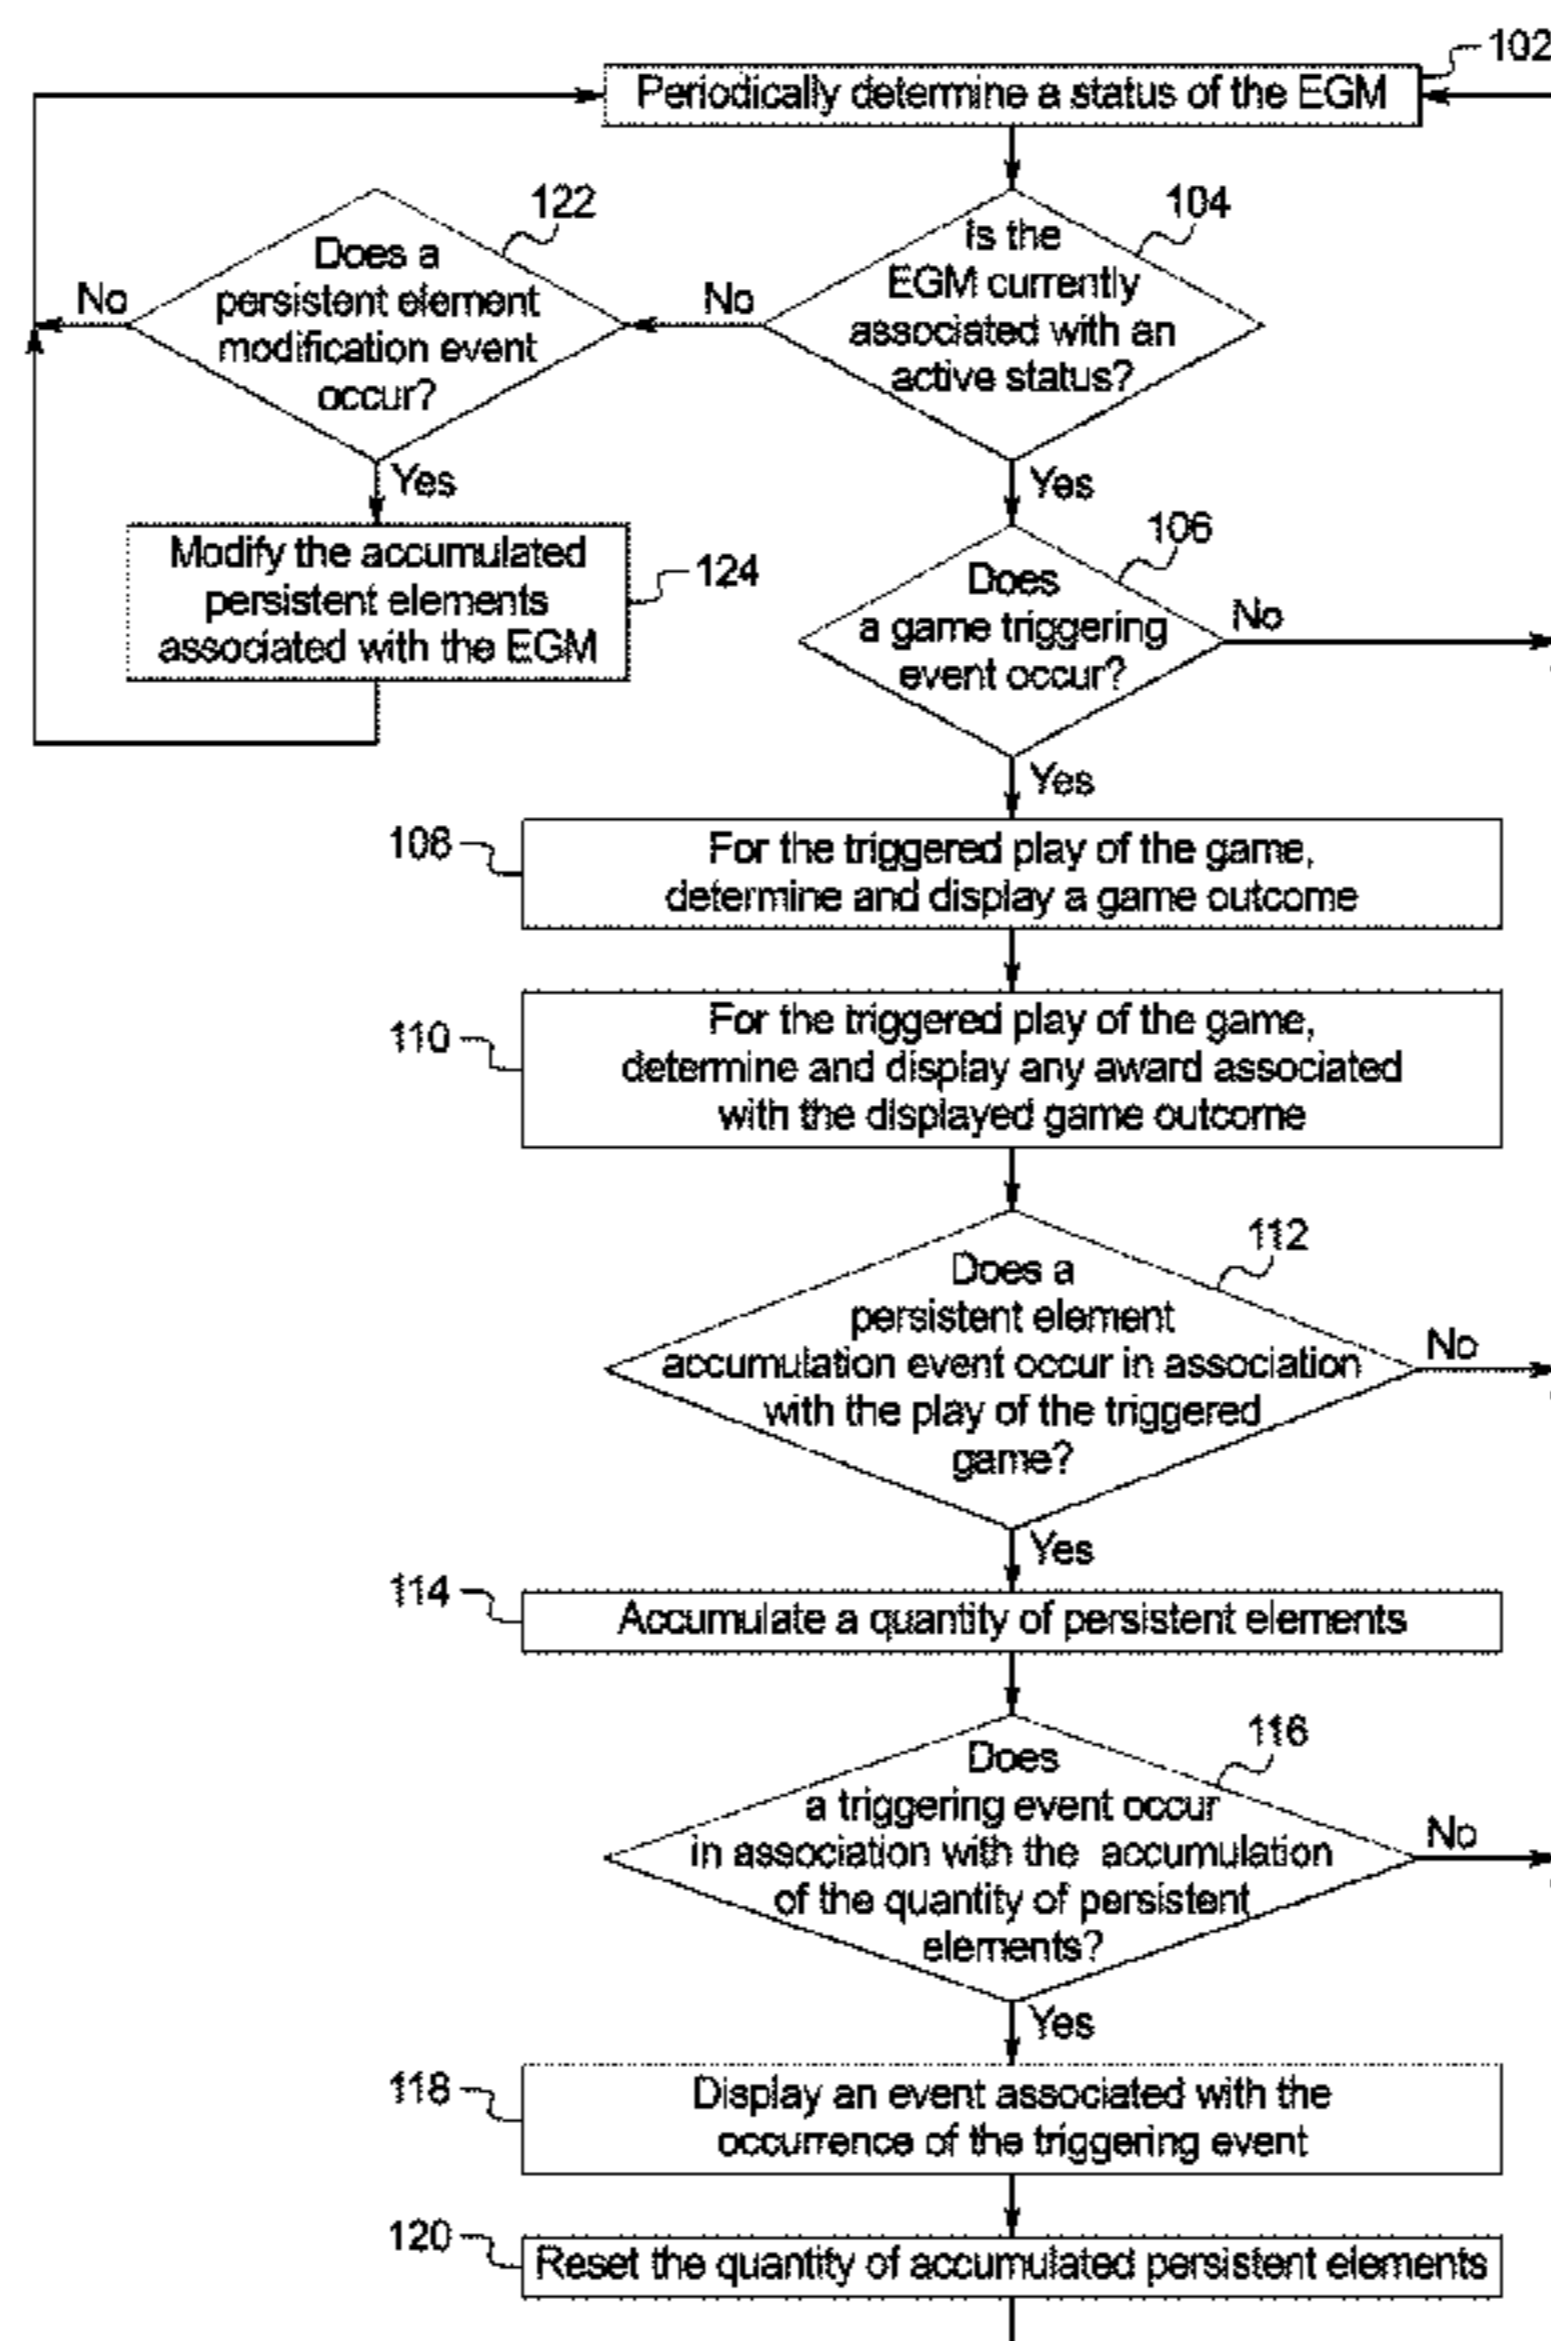 102
Periodically determine a status of the EGM
122
Does a
persistent element
modification event
occur?
No
No
104
Is the
EGM currently
associated with an
active status?
Yes
Yes
Modify the accumulated
persistent elements
associated with the EGM
124
106
Does
a game triggering
event occur?
No
Yes
108
For the triggered play of the game,
determine and display a game outcome
110
For the triggered play of the game,
determine and display any award associated
with the displayed game outcome
112
Does a
persistent element
accumulation event occur in association
with the play of the triggered
game?
No
Yes
114
Accumulate a quantity of persistent elements
116
Does
a triggering event occur
in association with the accumulation
of the quantity of persistent
elements?
No
Yes
118
Display an event associated with the
occurrence of the triggering event
120
Reset the quantity of accumulated persistent elements